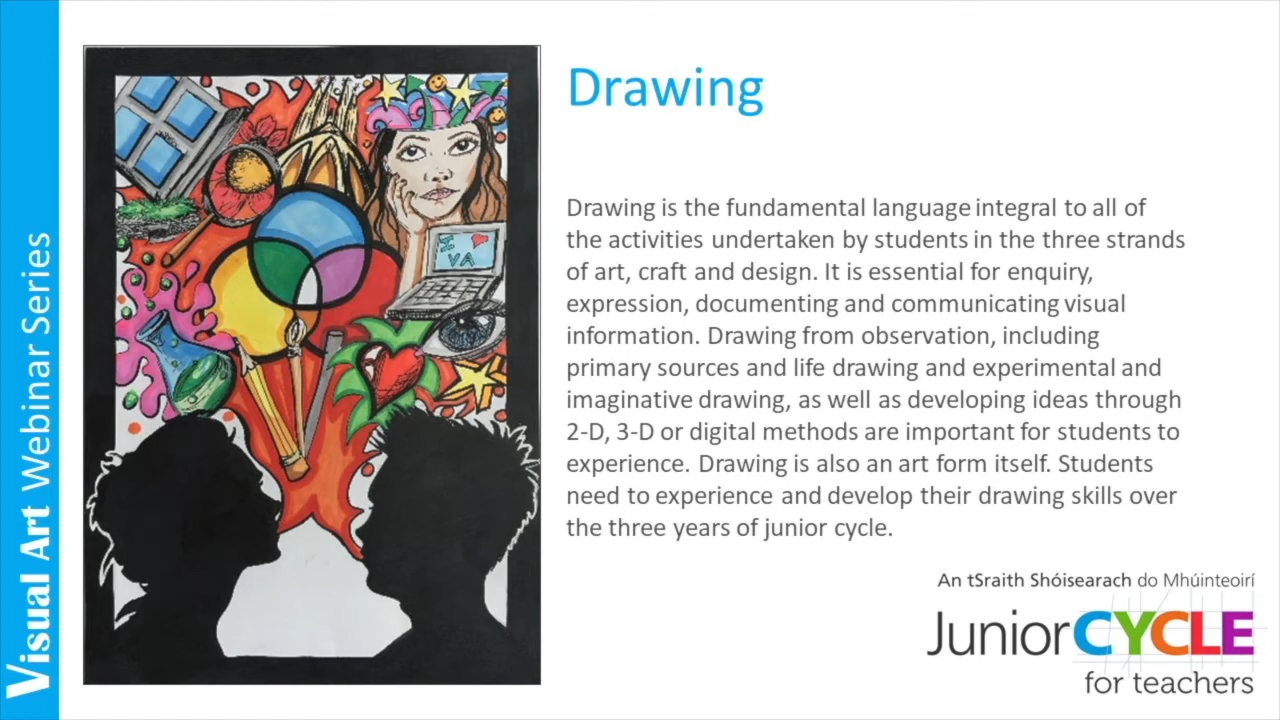 Visual Art Webinar Series
Drawing
Drawing is the fundamental language integral to all of
the activities undertaken by students in the three strands
of art, craft and design. It is essential for enquiry,
expression, documenting and communicating visual
information. Drawing from observation, including
primary sources and life drawing and experimental and
imaginative drawing, as well as developing ideas through
2-D, 3-D or digital methods are important for students to
experience. Drawing is also an art form itself. Students
need to experience and develop their drawing skills over
the three years of junior cycle.
I
VA
An tSraith Shóisearach do Mhúinteoirí
JuniorCYCLE
for teachers